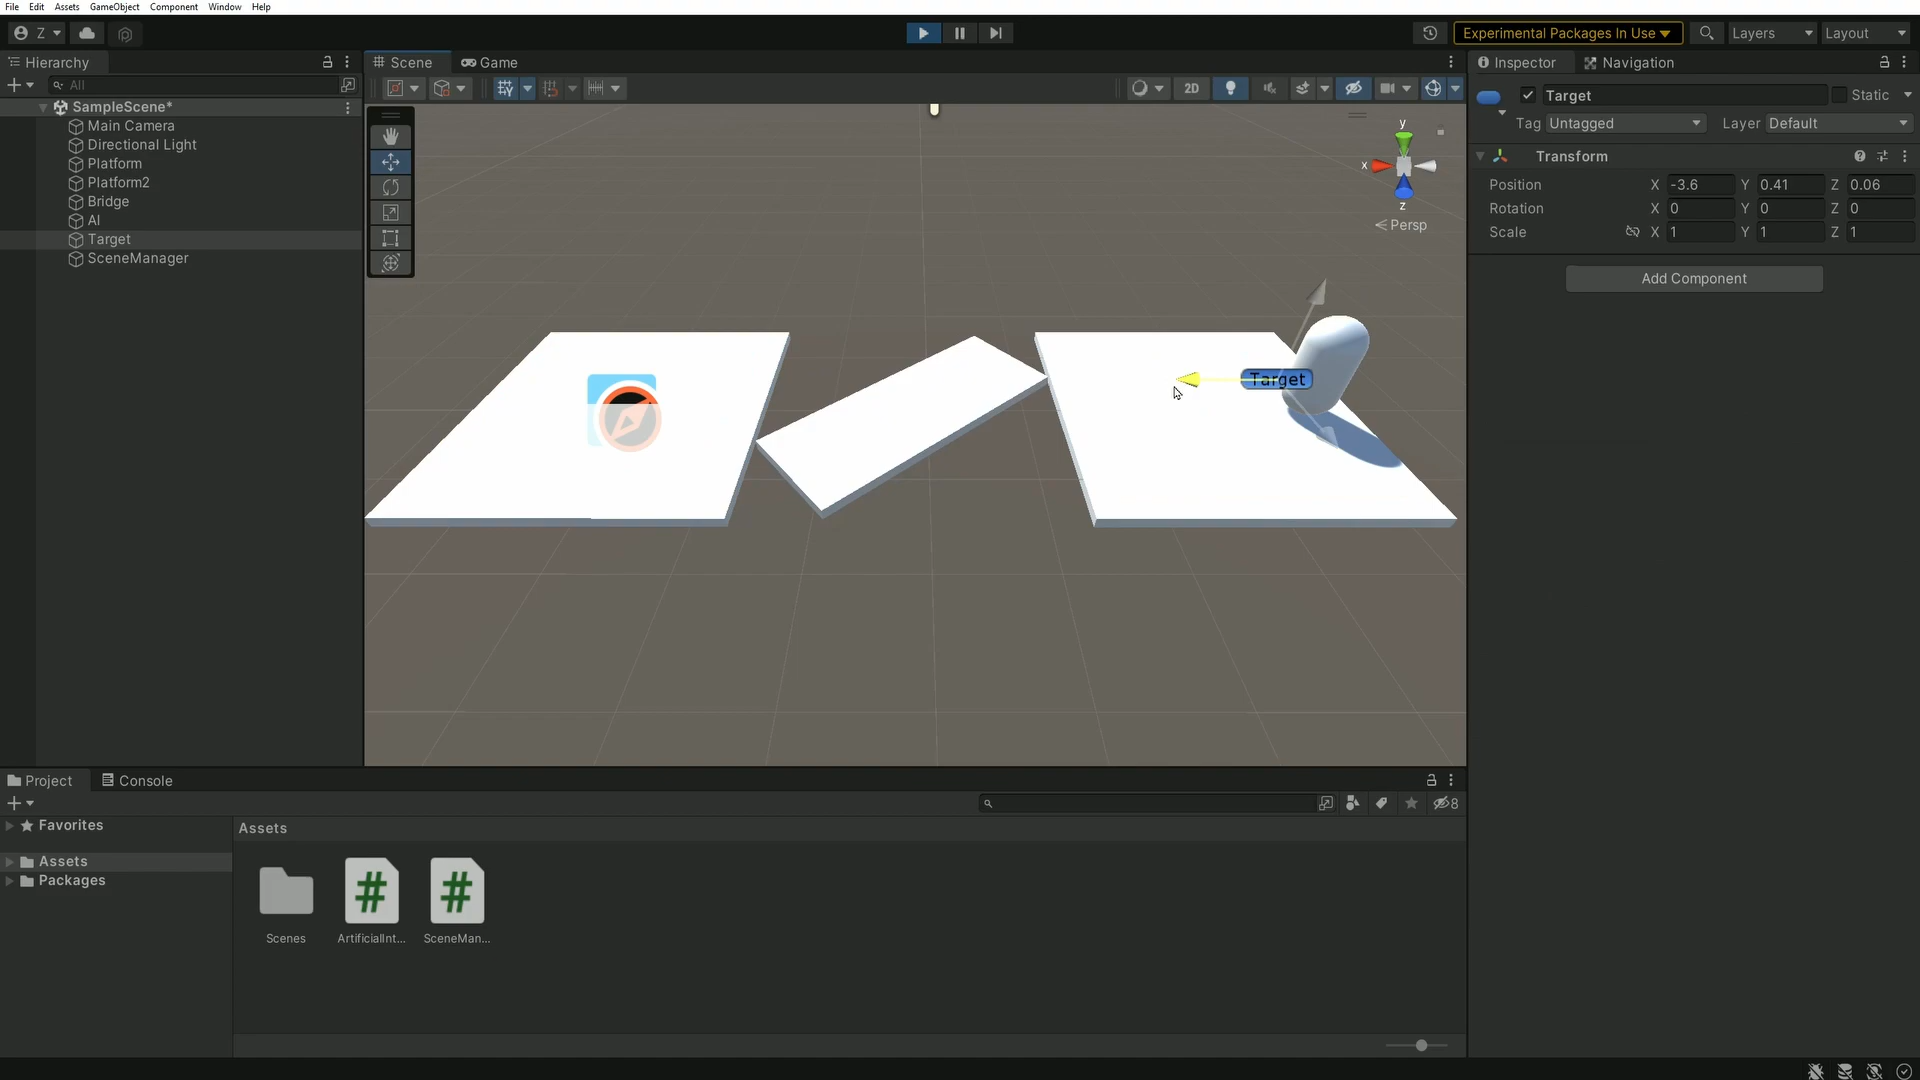 File Edit Assets GameObject Component Window Help
Z
Experimental Packages In Use
Layers
Layout
Hierarchy
Scene
Game
Inspector
Navigation
All
2D
SampleScene*
Main Camera
Directional Light
Platform
Platform2
Bridge
AI
Target
SceneManager
y
x
z
Persp
Target
Target
Static
Tag Untagged
Layer Default
Transform
Position X -3.6 Y 0.41 Z 0.06
Rotation X 0 Y 0 Z 0
Scale X 1 Y 1 Z 1
Add Component
Project
Console
8
Favorites
Assets
Packages
Assets
Scenes
ArtificialInt...
SceneMan...